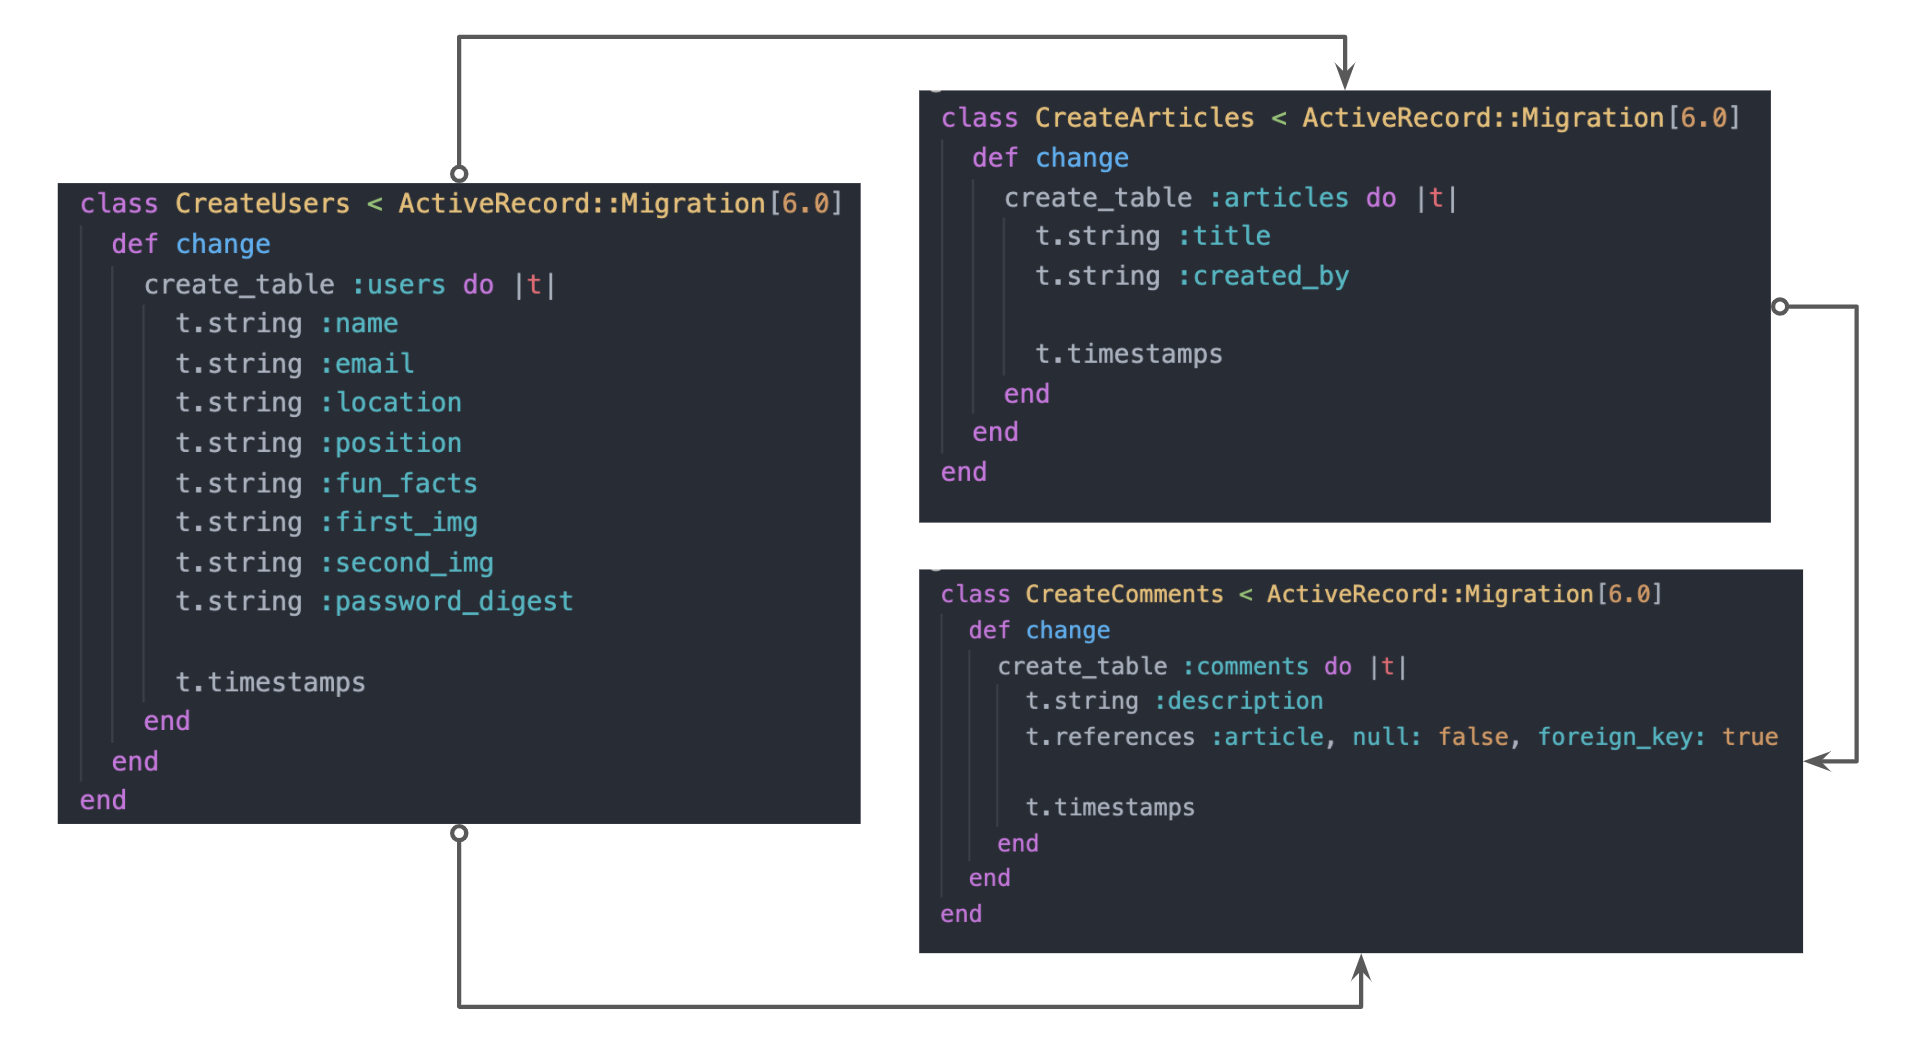 class CreateUsers < ActiveRecord::Migration[6.0]
def change
create_table :users do |t|
t.string :name
t.string :email
t.string :location
t.string :position
t.string :fun_facts
t.string :first_img
t.string :second_img
t.string :password_digest
t.timestamps
end
end
end
class CreateArticles < ActiveRecord::Migration[6.0]
def change
create_table :articles do |t|
t.string :title
t.string :created_by
t.timestamps
end
end
end
class CreateComments < ActiveRecord::Migration[6.0]
def change
create_table :comments do |t|
t.string :description
t.references :article, null: false, foreign_key: true
t.timestamps
end
end
end